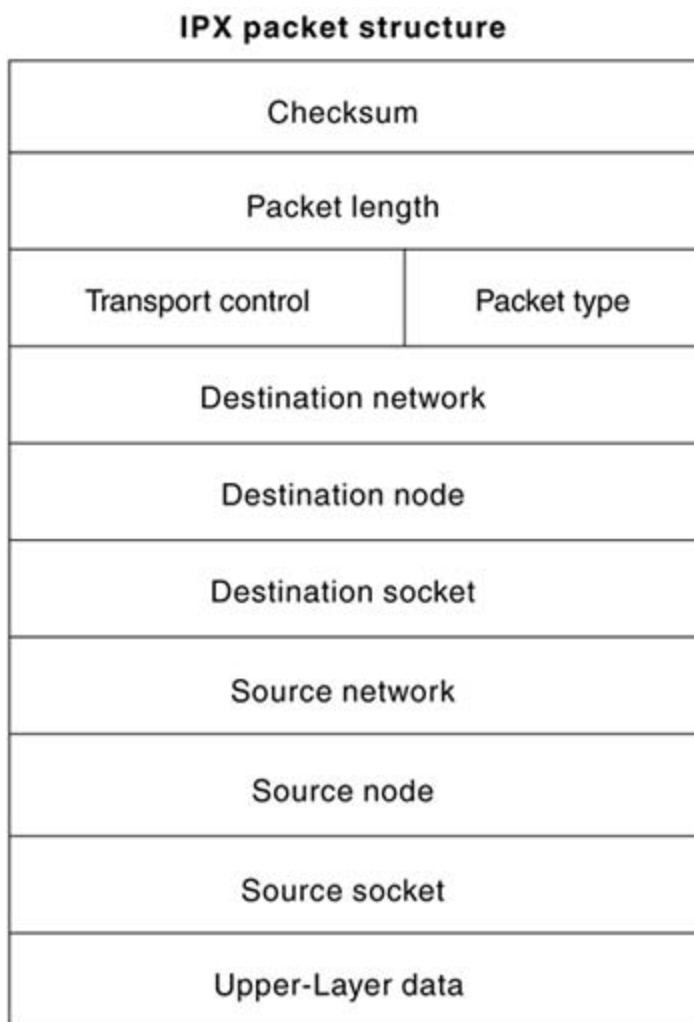 IPX packet structure
Checksum
Packet length
Transport control Packet type
Destination network
Destination node
Destination socket
Source network
Source node
Source socket
Upper-Layer data